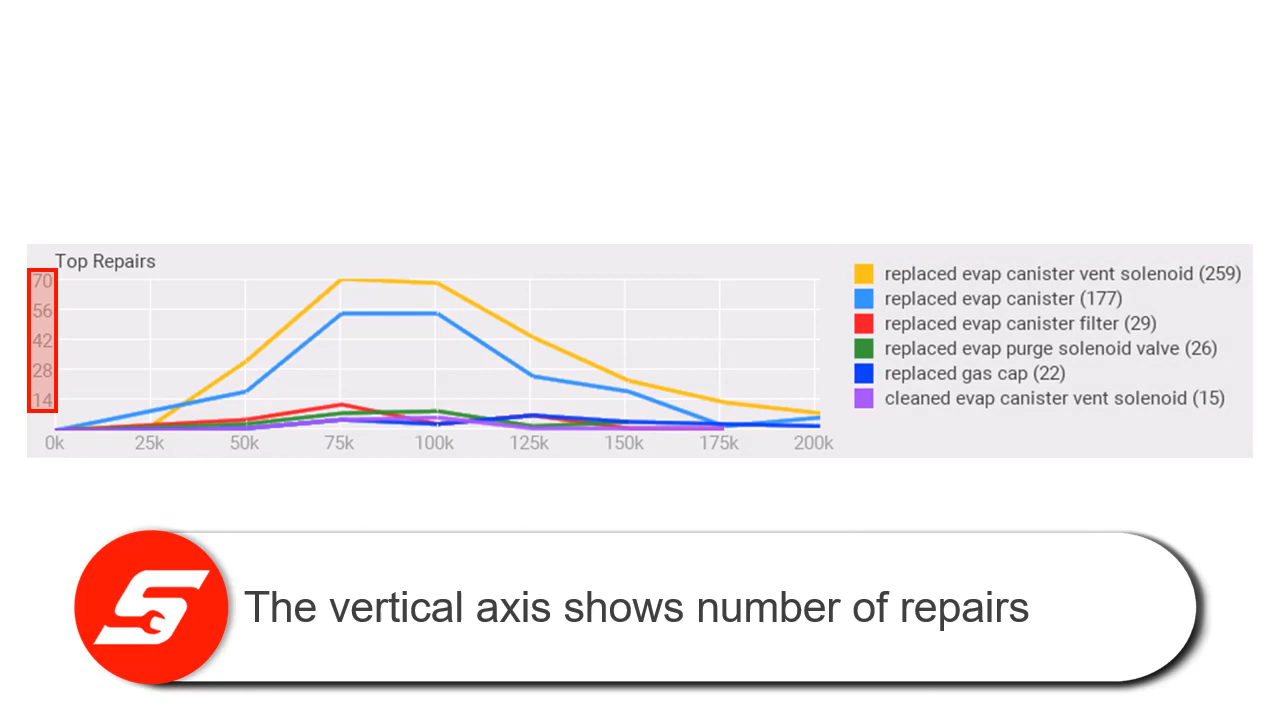 Top Repairs
70
56
42
28
14
0k 25k 50k 75k 100k 125k 150k 175k 200k
replaced evap canister vent solenoid (259)
replaced evap canister (177)
replaced evap canister filter (29)
replaced evap purge solenoid valve (26)
replaced gas cap (22)
cleaned evap canister vent solenoid (15)
The vertical axis shows number of repairs